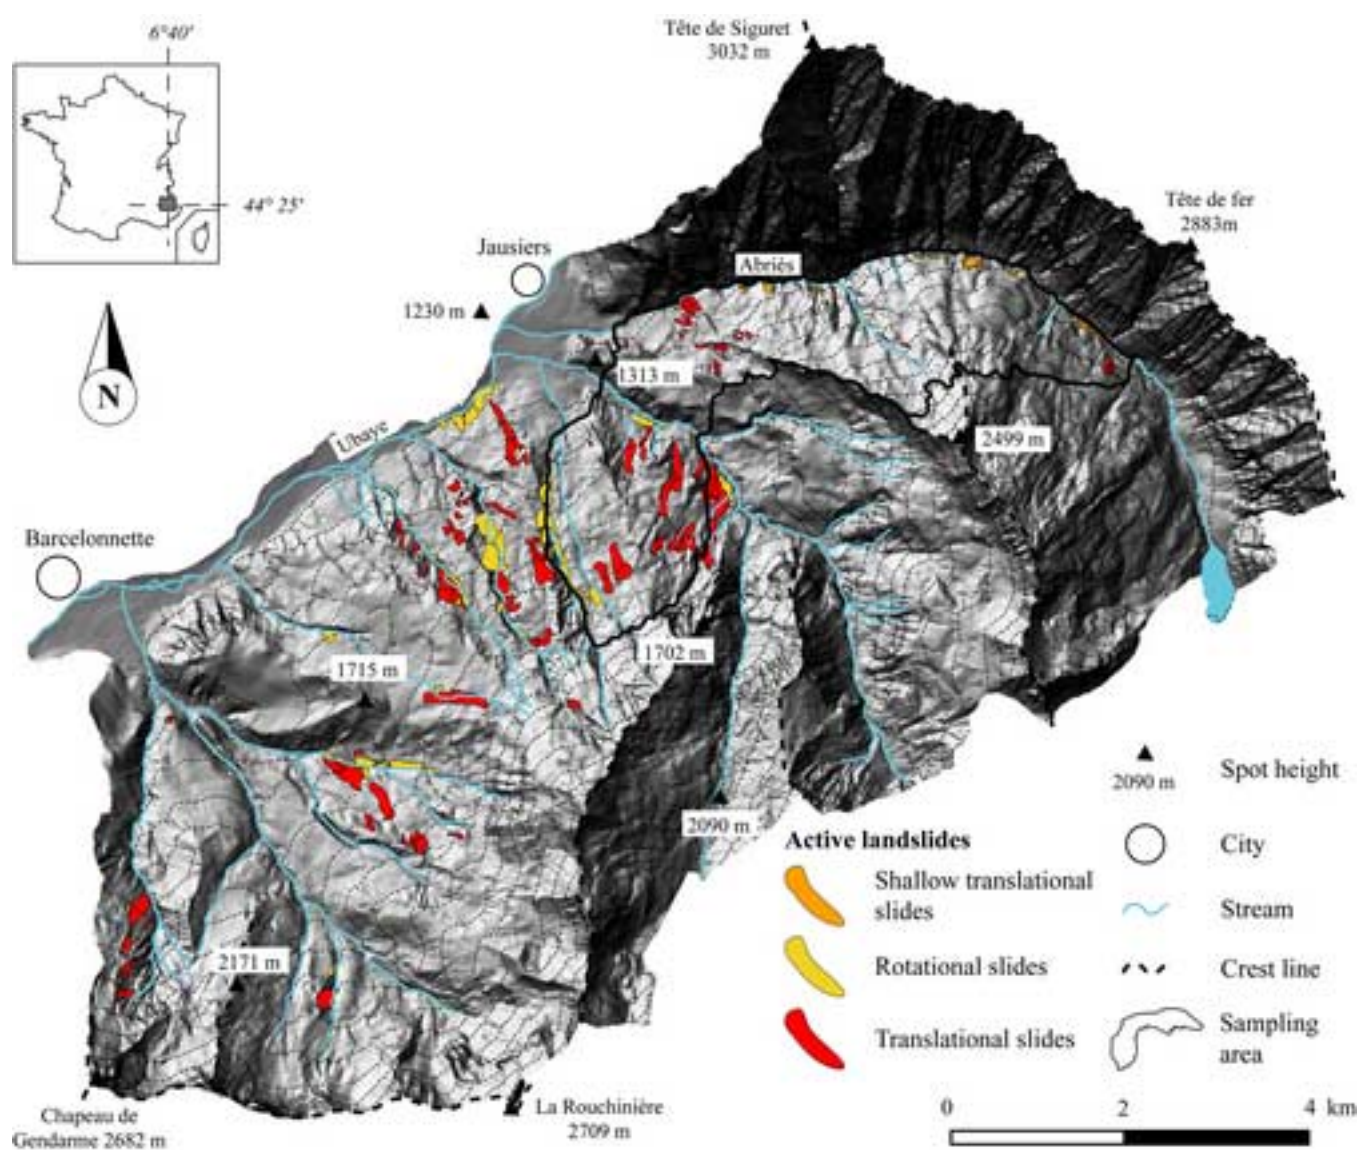 6°40'
44° 25'
Tête de Siguret
3032 m
Tête de fer
2883m
Jausiers
Abriès
1230 m
1313 m
Ubaye
2499 m
Barcelonnette
1702 m
1715 m
2090 m
2171 m
N
Active landslides
Shallow translational
slides
Rotational slides
Translational slides
2090 m
Spot height
City
Stream
Crest line
Sampling
area
Chapeau de
Gendarme 2682 m
La Rouchinière
2709 m
0 2 4 km